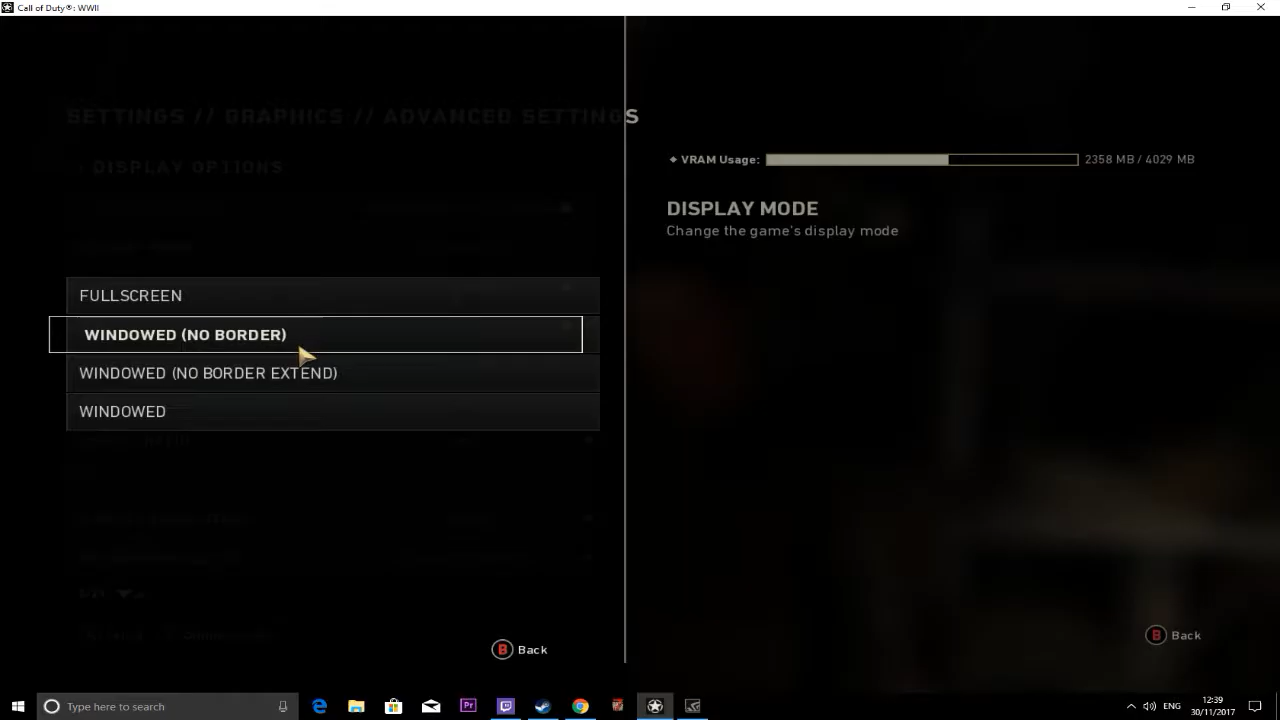 Call of Duty®: WWII
SETTINGS // GRAPHICS // ADVANCED SETTINGS
DISPLAY OPTIONS
FULLSCREEN
WINDOWED (NO BORDER)
WINDOWED (NO BORDER EXTEND)
WINDOWED
B Back
VRAM Usage: 2358 MB / 4029 MB
DISPLAY MODE
Change the game's display mode
B Back
Type here to search
Pr
ENG
12:39
30/11/2017